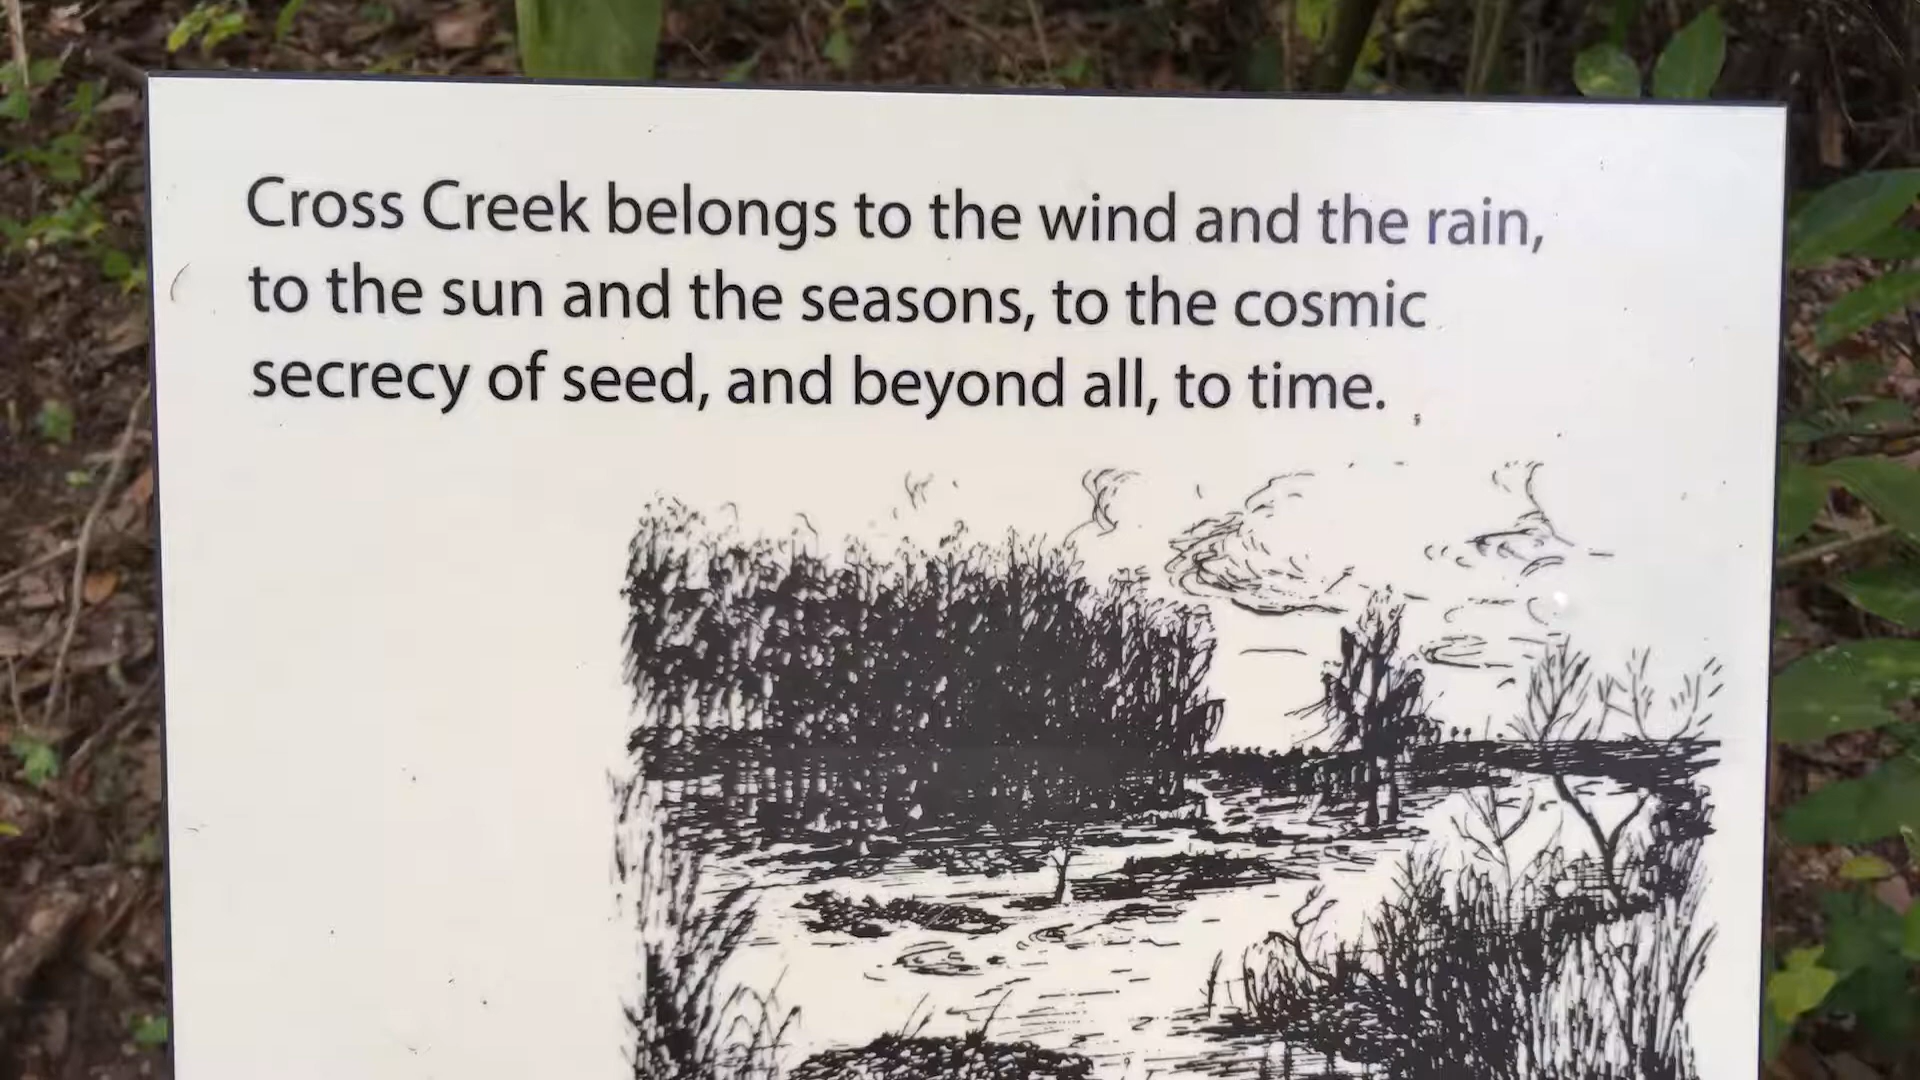 Cross Creek belongs to the wind and the rain,
to the sun and the seasons, to the cosmic
secrecy of seed, and beyond all, to time.